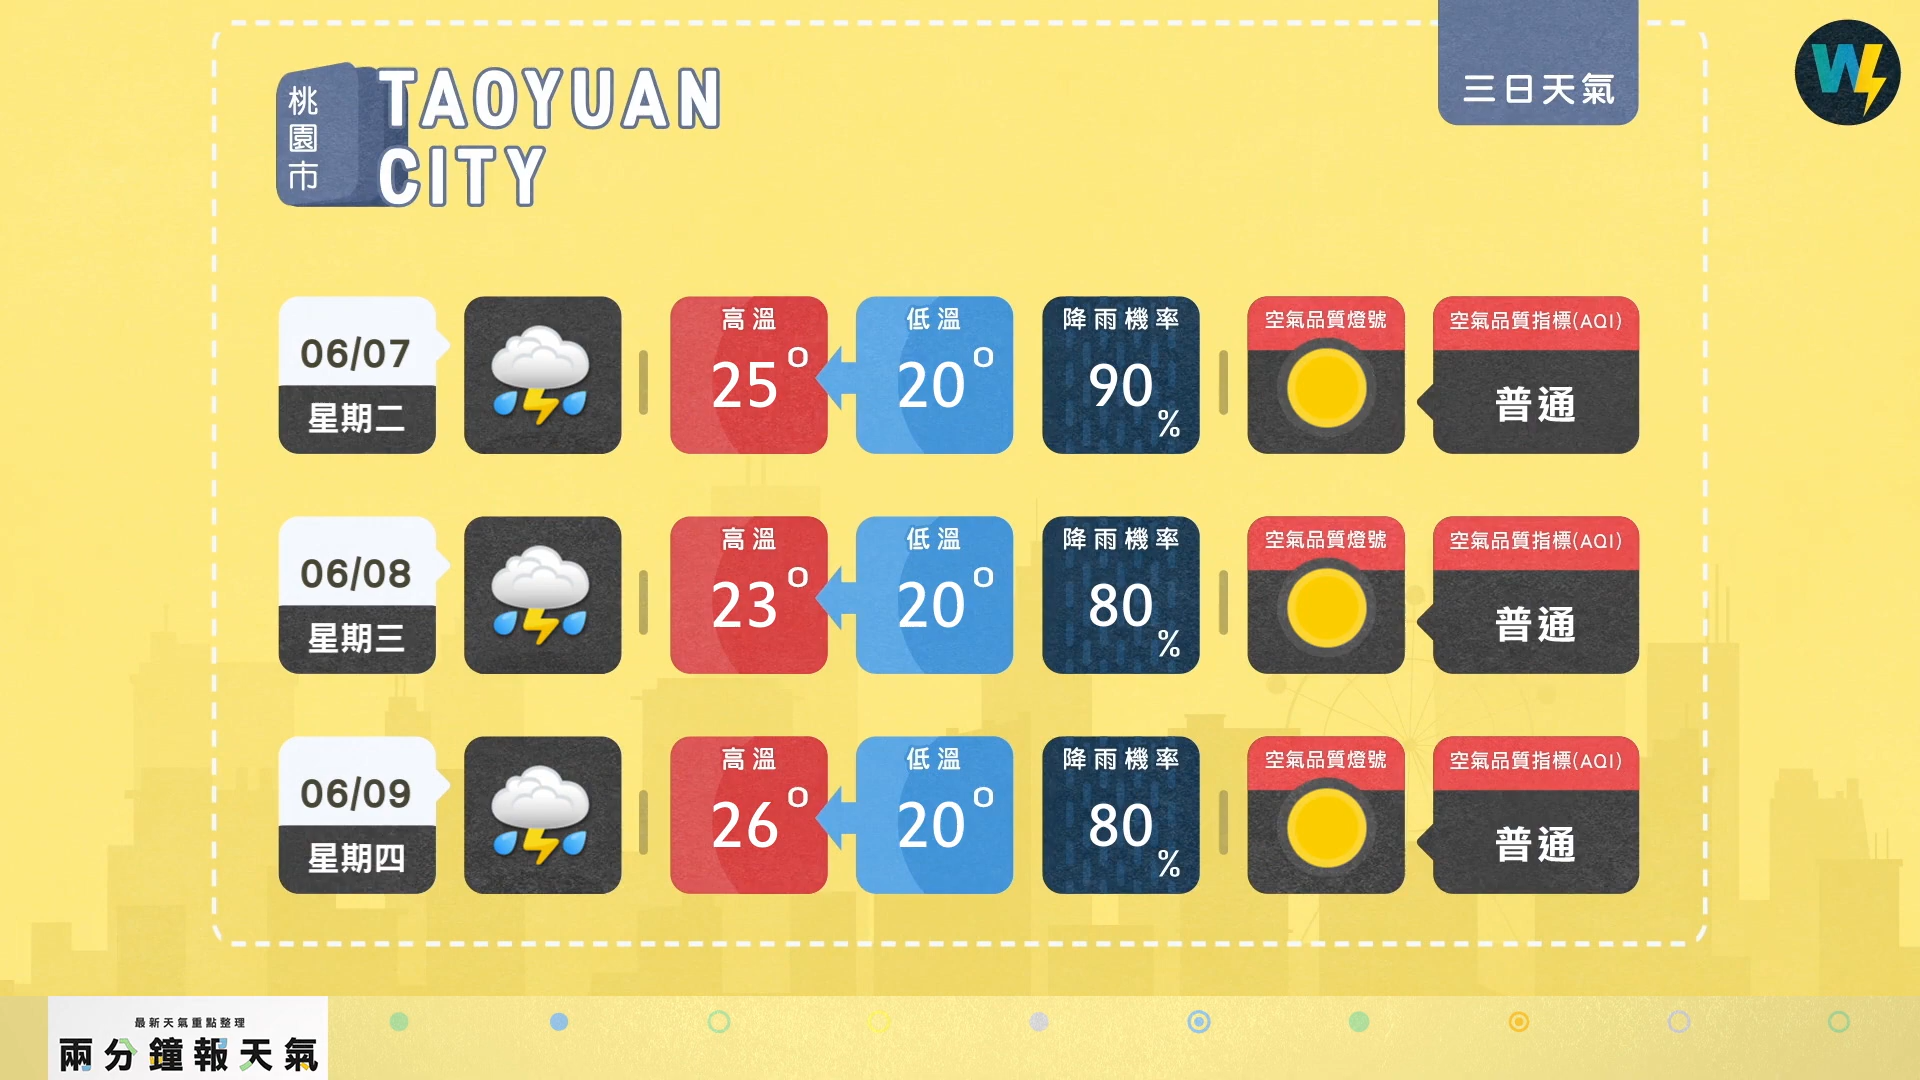 桃園市
TAOYUAN
CITY
三日天氣
W
06/07
星期二
高溫
25°
低溫
20°
降雨機率
90%
空氣品質燈號
空氣品質指標(AQI)
普通
06/08
星期三
高溫
23°
低溫
20°
降雨機率
80%
空氣品質燈號
空氣品質指標(AQI)
普通
06/09
星期四
高溫
26°
低溫
20°
降雨機率
80%
空氣品質燈號
空氣品質指標(AQI)
普通
最新天氣重點整理
兩分鐘報天氣